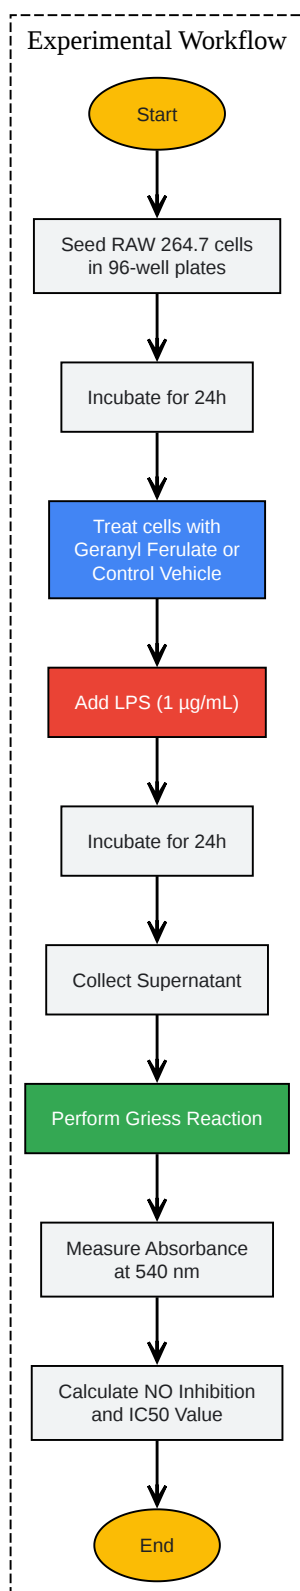 Experimental Workflow
Start
Seed RAW 264.7 cells
in 96-well plates
Incubate for 24h
Treat cells with
Geranyl Ferulate or
Control Vehicle
Add LPS (1 µg/mL)
Incubate for 24h
Collect Supernatant
Perform Griess Reaction
Measure Absorbance
at 540 nm
Calculate NO Inhibition
and IC50 Value
End